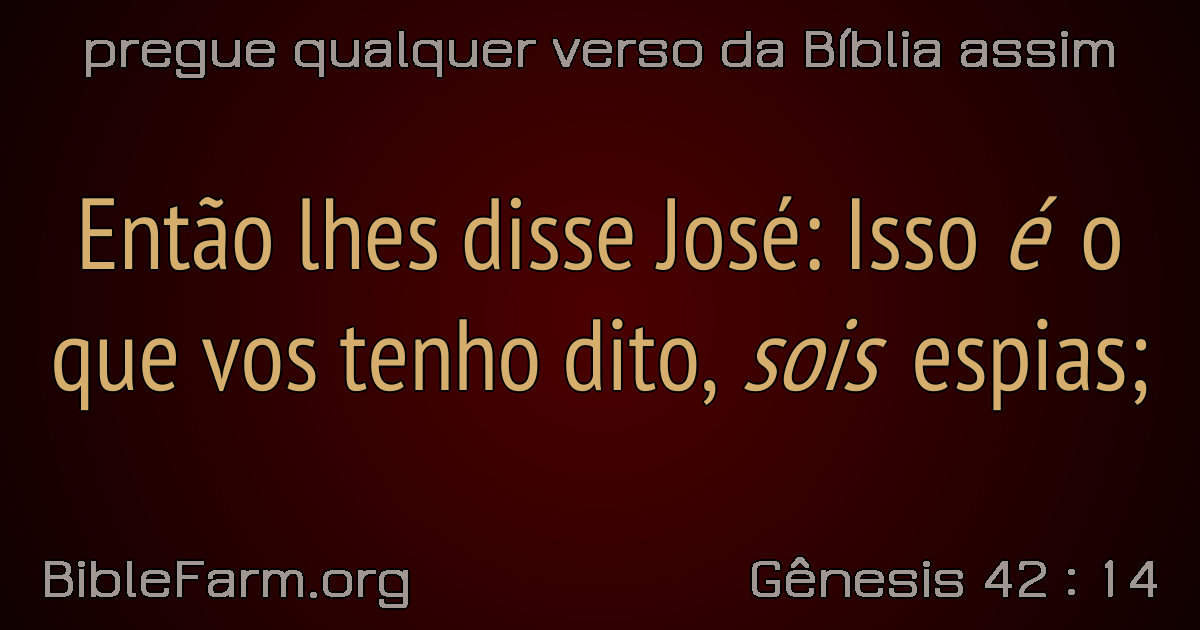 pregue qualquer verso da Bíblia assim
Então lhes disse José: Isso é o
que vos tenho dito, sois espias;
BibleFarm.org
Gênesis 42 : 14